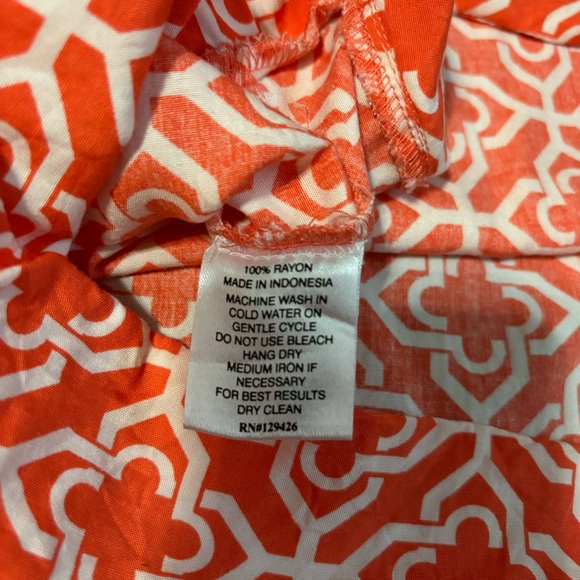 100% RAYON
MADE IN INDONESIA
MACHINE WASH IN
COLD WATER ON
GENTLE CYCLE
DO NOT USE BLEACH
HANG DRY
MEDIUM IRON IF
NECESSARY
FOR BEST RESULTS
DRY CLEAN
RN#129426